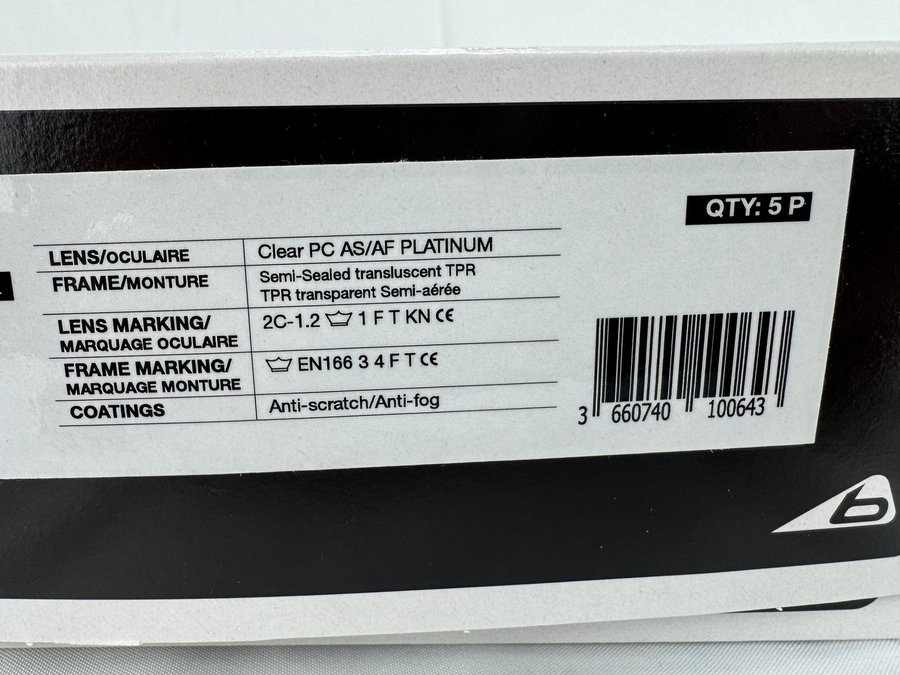 QTY: 5 P
LENS/OCULAIRE Clear PC AS/AF PLATINUM
FRAME/MONTURE Semi-Sealed transluscent TPR
TPR transparent Semi-aérée
LENS MARKING/ 2C-1.2 1 F T KN CE
MARQUAGE OCULAIRE
FRAME MARKING/ EN166 3 4 F T CE
MARQUAGE MONTURE
COATINGS Anti-scratch/Anti-fog
3 660740 100643
b